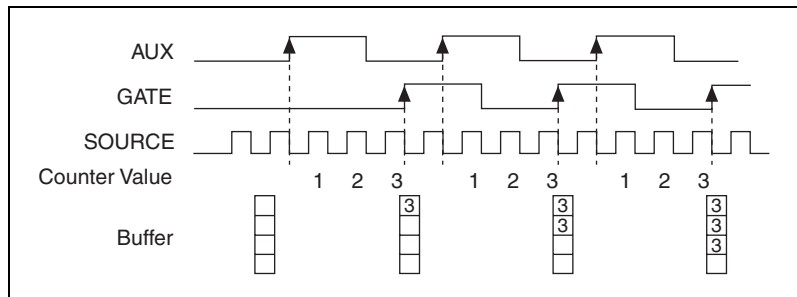 AUX
GATE
SOURCE
Counter Value 1 2 3 1 2 3 1 2 3
Buffer
3 3 3
3 3
3